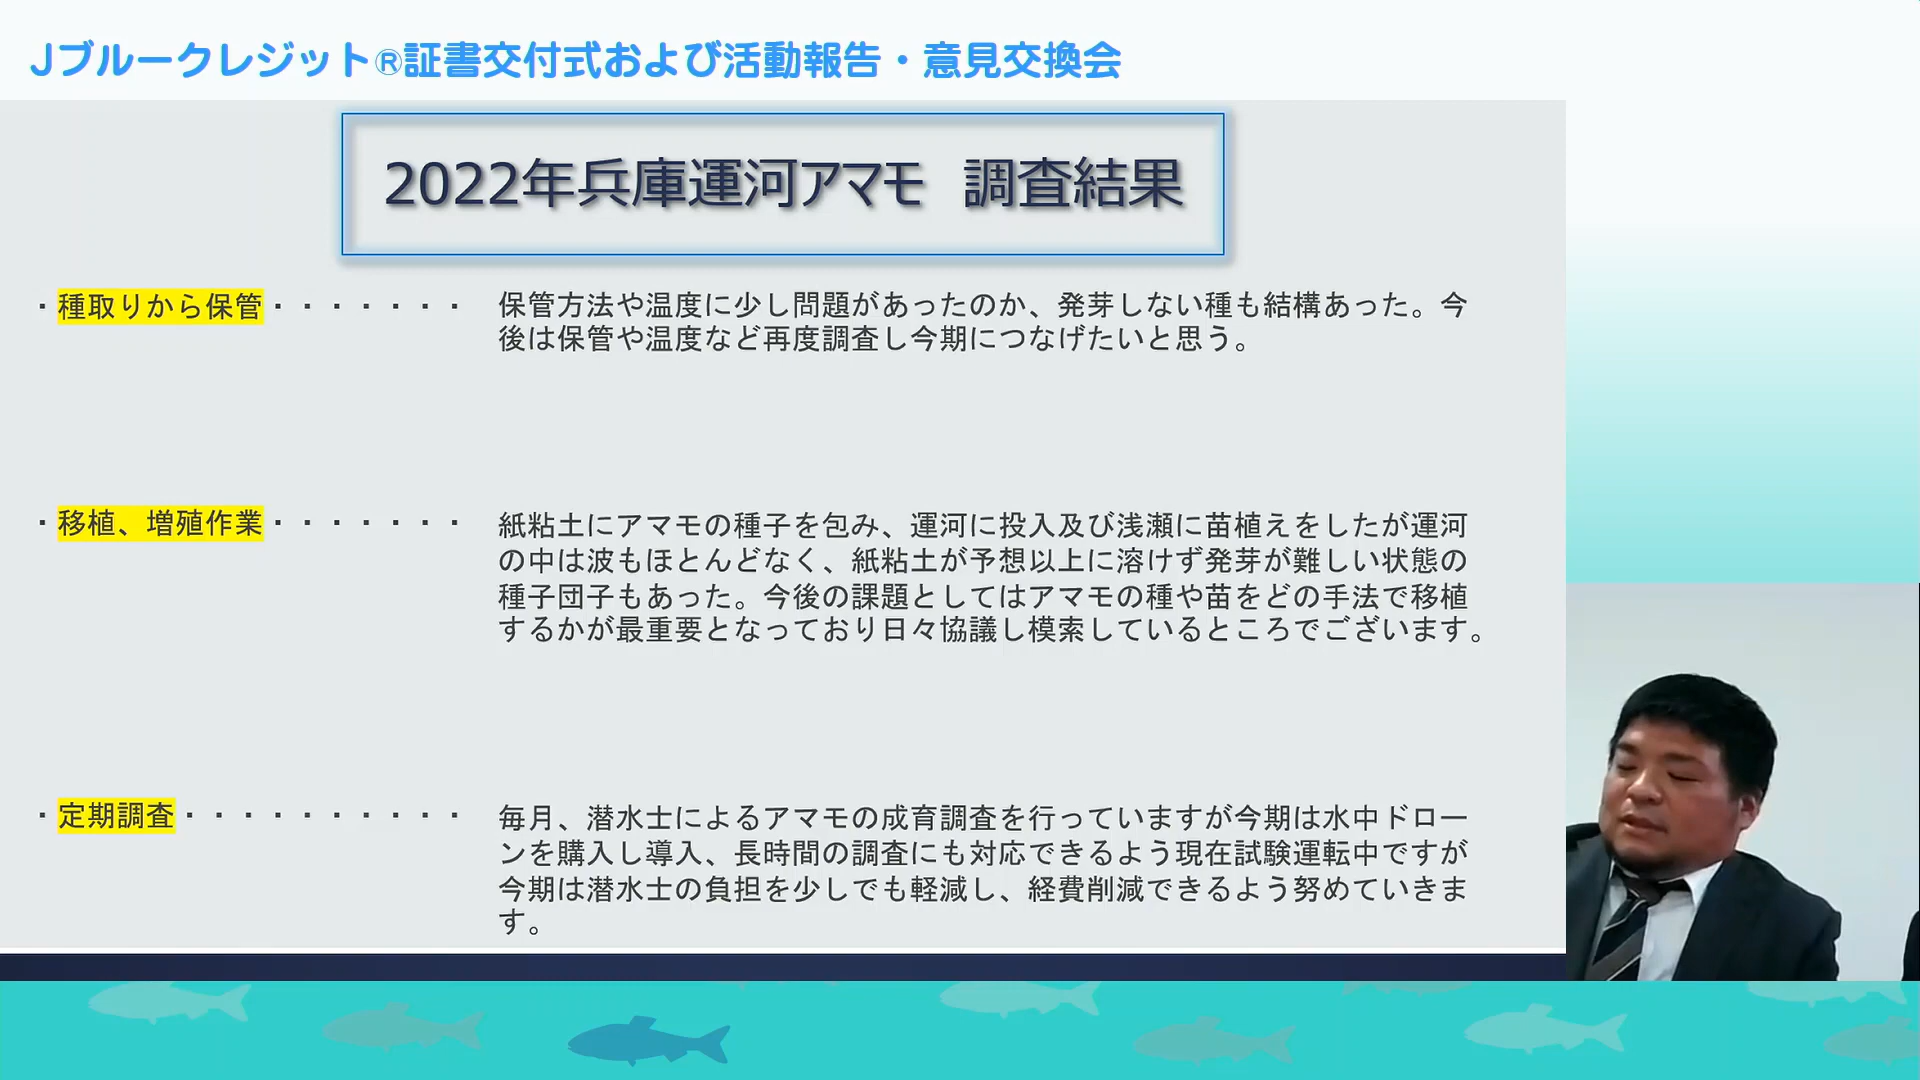 Jブルークレジット®証書交付式および活動報告・意見交換会
2022年兵庫運河アマモ 調査結果
・種取りから保管・・・・・・・
保管方法や温度に少し問題があったのか、発芽しない種も結構あった。今
後は保管や温度など再度調査し今期につなげたいと思う。
・移植、増殖作業・・・・・・・
紙粘土にアマモの種子を包み、運河に投入及び浅瀬に苗植えをしたが運河
の中は波もほとんどなく、紙粘土が予想以上に溶けず発芽が難しい状態の
種子団子もあった。今後の課題としてはアマモの種や苗をどの手法で移植
するかが最重要となっており日々協議し模索しているところでございます。
・定期調査・・・・・・・・・・
毎月、潜水士によるアマモの成育調査を行っていますが今期は水中ドロー
ンを購入し導入、長時間の調査にも対応できるよう現在試験運転中ですが
今期は潜水士の負担を少しでも軽減し、経費削減できるよう努めていきま
す。